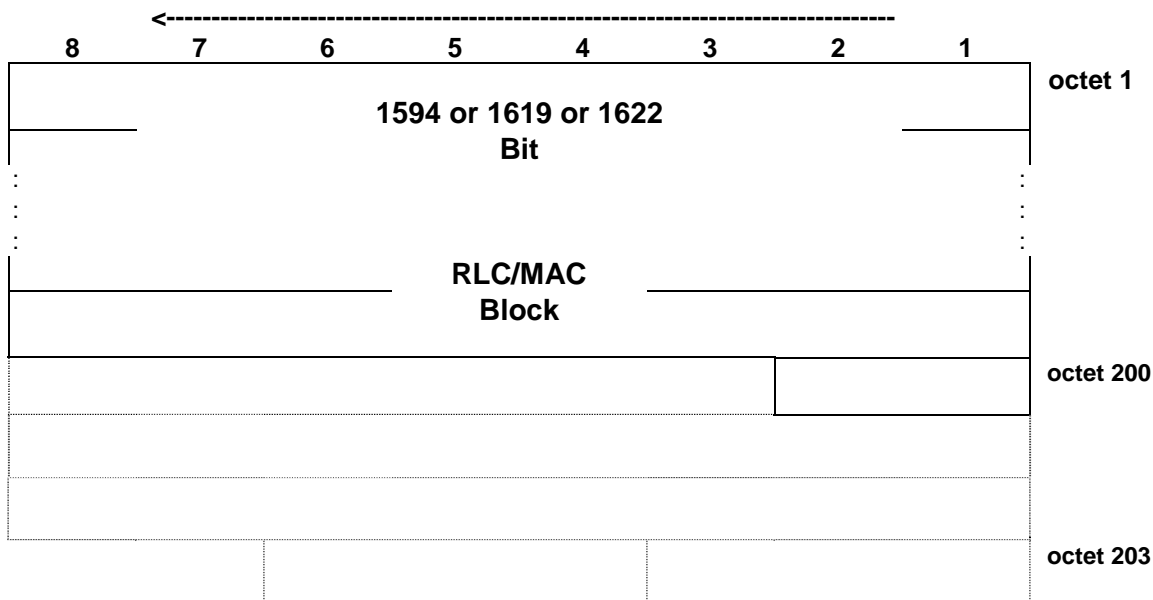 <---------------------------------------------------------------------------------
8 7 6 5 4 3 2 1
octet 1
1594 or 1619 or 1622
Bit
: :
: :
: :
RLC/MAC
Block
octet 200
octet 203